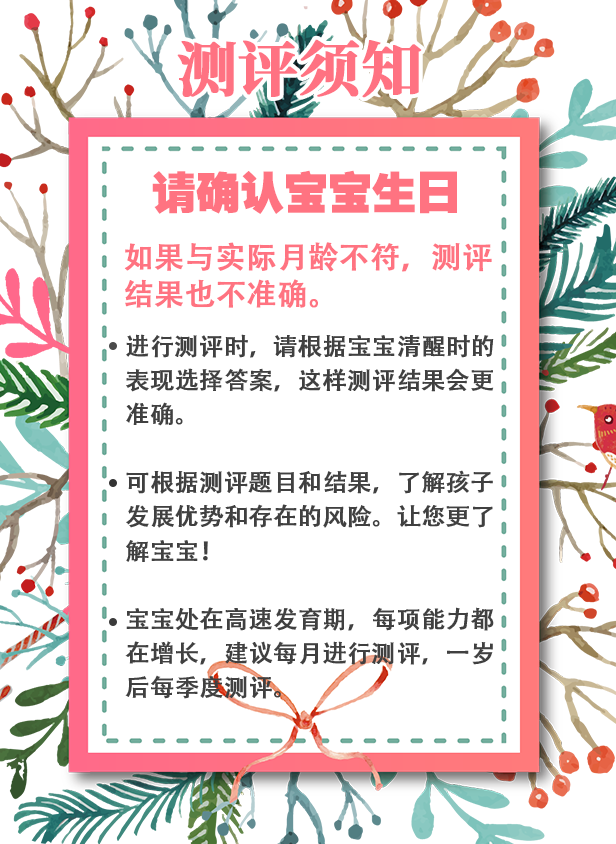 测评须知
请确认宝宝生日
如果与实际月龄不符，测评
结果也不准确。
•进行测评时，请根据宝宝清醒时的
表现选择答案，这样测评结果会更
准确。
•可根据测评题目和结果，了解孩子
发展优势和存在的风险。让您更了
解宝宝！
•宝宝处在高速发育期，每项能力都
在增长，建议每月进行测评，一岁
后每季度测评。